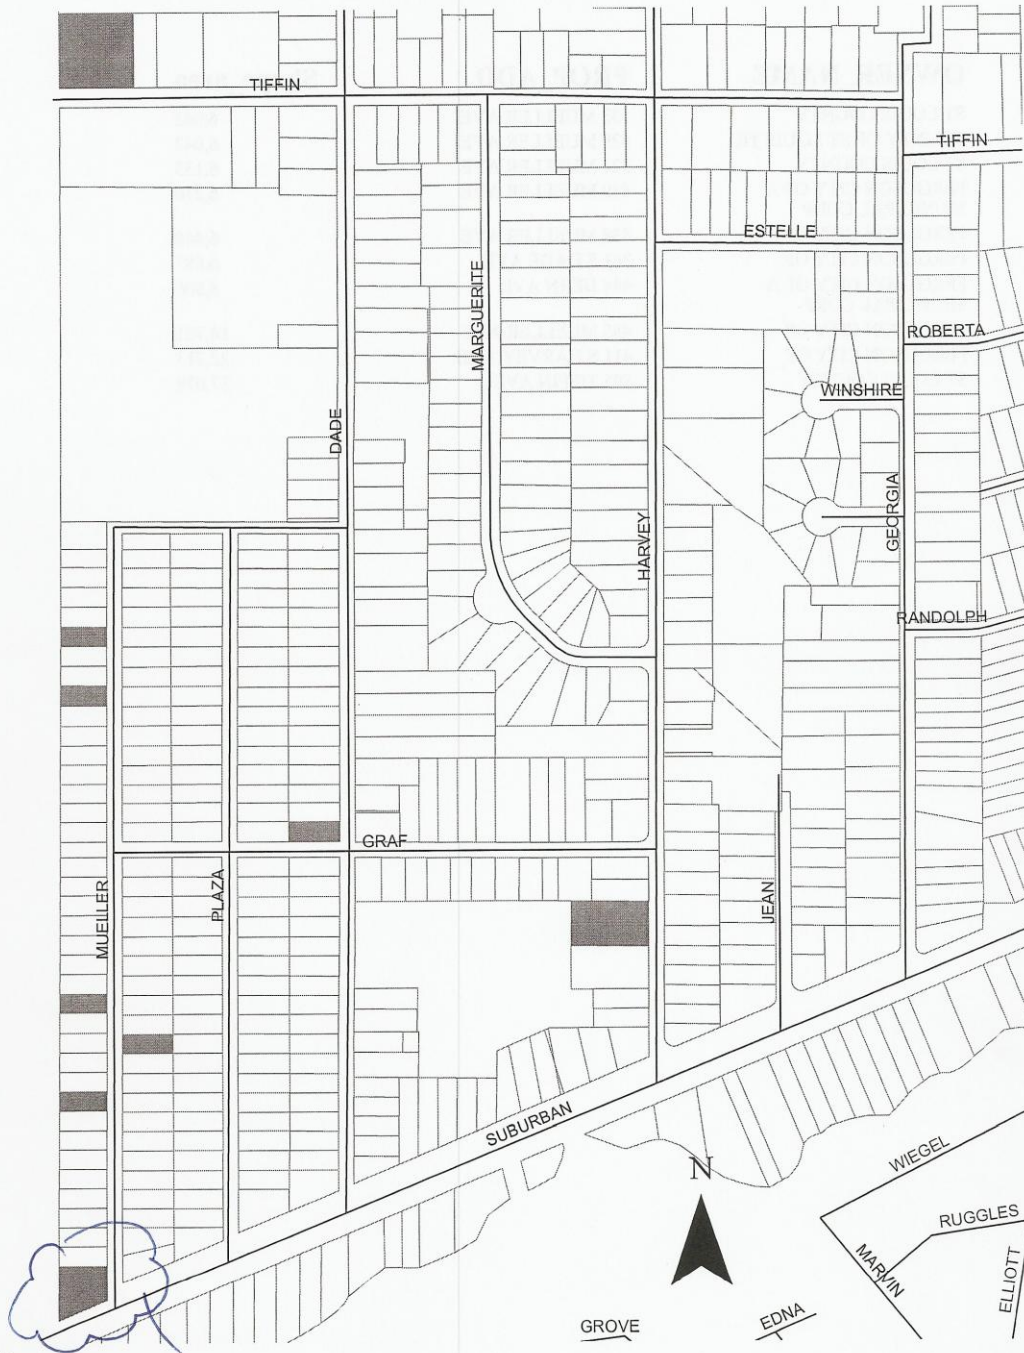 TIFFIN
TIFFIN
ESTELLE
MARGUERITE
ROBERTA
WINSHIRE
DADE
GEORGIA
HARVEY
RANDOLPH
GRAF
MUELLER
PLAZA
JEAN
SUBURBAN
N
WIEGEL
RUGGLES
MARVIN
ELLIOTT
EDNA
GROVE